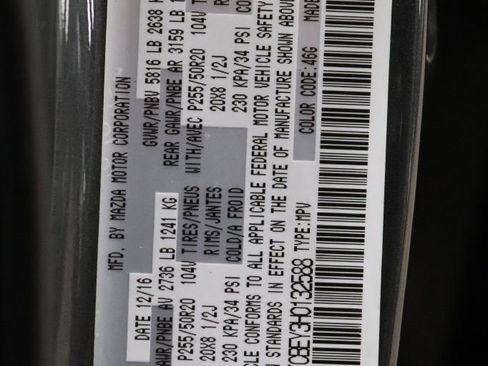 MFD. BY MAZDA MOTOR CORPORATION
DATE 12/16 GVWR/PNBV 5816 LB 2638
GAWR/PNBE AV 2736 LB 1241 KG REAR GAWR/PNBE AR 3159 LB
P255/50R20 104V TIRES/PNEUS WITH/AVEC P255/50R20 104V
20X8 1/2J RIMS/JANTES 20X8 1/2J
230 KPA/34 PSI COLD/A FROID 230 KPA/34 PSI
CONFORMS TO ALL APPLICABLE FEDERAL MOTOR VEHICLE SAFETY
STANDARDS IN EFFECT ON THE DATE OF MANUFACTURE SHOWN ABOVE
COLOR CODE:46G MADE
CBEY3H0132588 TYPE:MPV